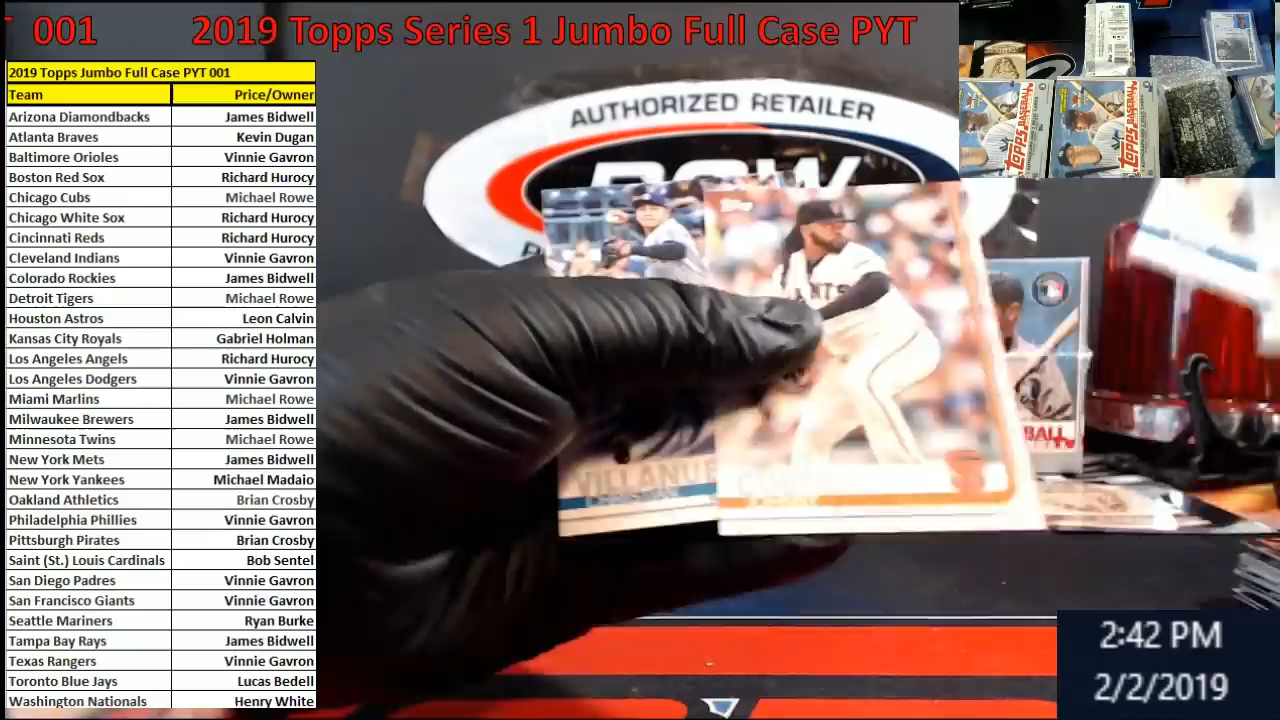 001 2019 Topps Series 1 Jumbo Full Case PYT
2019 Topps Jumbo Full Case PYT 001
Team Price/Owner
Arizona Diamondbacks James Bidwell
Atlanta Braves Kevin Dugan
Baltimore Orioles Vinnie Gavron
Boston Red Sox Richard Hurocy
Chicago Cubs Michael Rowe
Chicago White Sox Richard Hurocy
Cincinnati Reds Richard Hurocy
Cleveland Indians Vinnie Gavron
Colorado Rockies James Bidwell
Detroit Tigers Michael Rowe
Houston Astros Leon Calvin
Kansas City Royals Gabriel Holman
Los Angeles Angels Richard Hurocy
Los Angeles Dodgers Vinnie Gavron
Miami Marlins Michael Rowe
Milwaukee Brewers James Bidwell
Minnesota Twins Michael Rowe
New York Mets James Bidwell
New York Yankees Michael Madaio
Oakland Athletics Brian Crosby
Philadelphia Phillies Vinnie Gavron
Pittsburgh Pirates Brian Crosby
Saint (St.) Louis Cardinals Bob Sentel
San Diego Padres Vinnie Gavron
San Francisco Giants Vinnie Gavron
Seattle Mariners Ryan Burke
Tampa Bay Rays James Bidwell
Texas Rangers Vinnie Gavron
Toronto Blue Jays Lucas Bedell
Washington Nationals Henry White
AUTHORIZED RETAILER
BCW
topps BASEBALL
topps BASEBALL
2:42 PM
2/2/2019